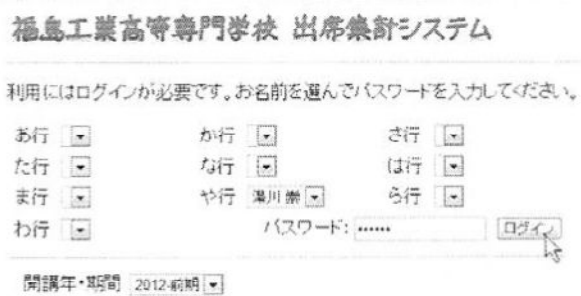 福島工業高等専門学校 出席集計システム
利用にはログインが必要です。お名前を選んでパスワードを入力してください。
あ行 か行 さ行
た行 な行 は行
ま行 や行 湯川 崇 ら行
わ行 パスワード: •••••• ログイン
開講年・期間 2012-前期